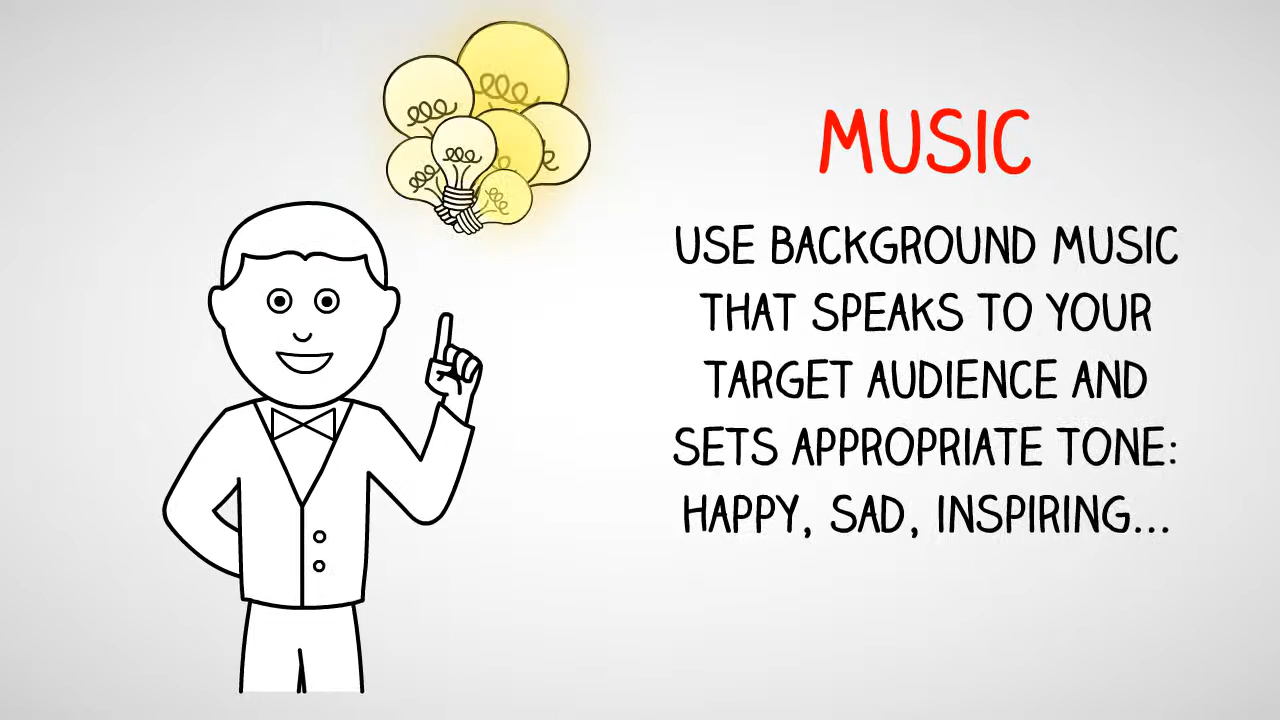 MUSIC
USE BACKGROUND MUSIC
THAT SPEAKS TO YOUR
TARGET AUDIENCE AND
SETS APPROPRIATE TONE:
HAPPY, SAD, INSPIRING...